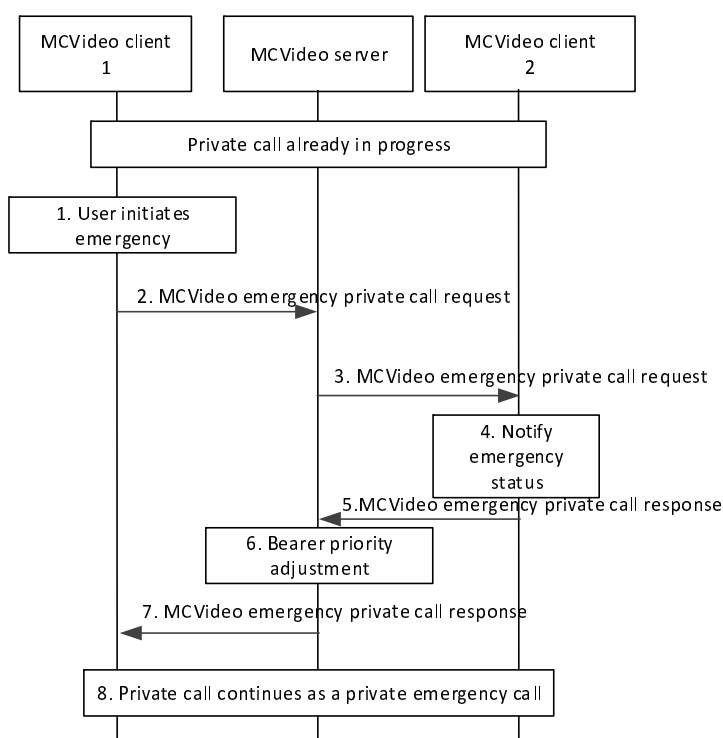 MCVideo client
1
MCVideo server
MCVideo client
2
Private call already in progress
1. User initiates
emergency
2. MCVideo emergency private call request
3. MCVideo emergency private call request
4. Notify
emergency
status
5.MCVideo emergency private call response
6. Bearer priority
adjustment
7. MCVideo emergency private call response
8. Private call continues as a private emergency call